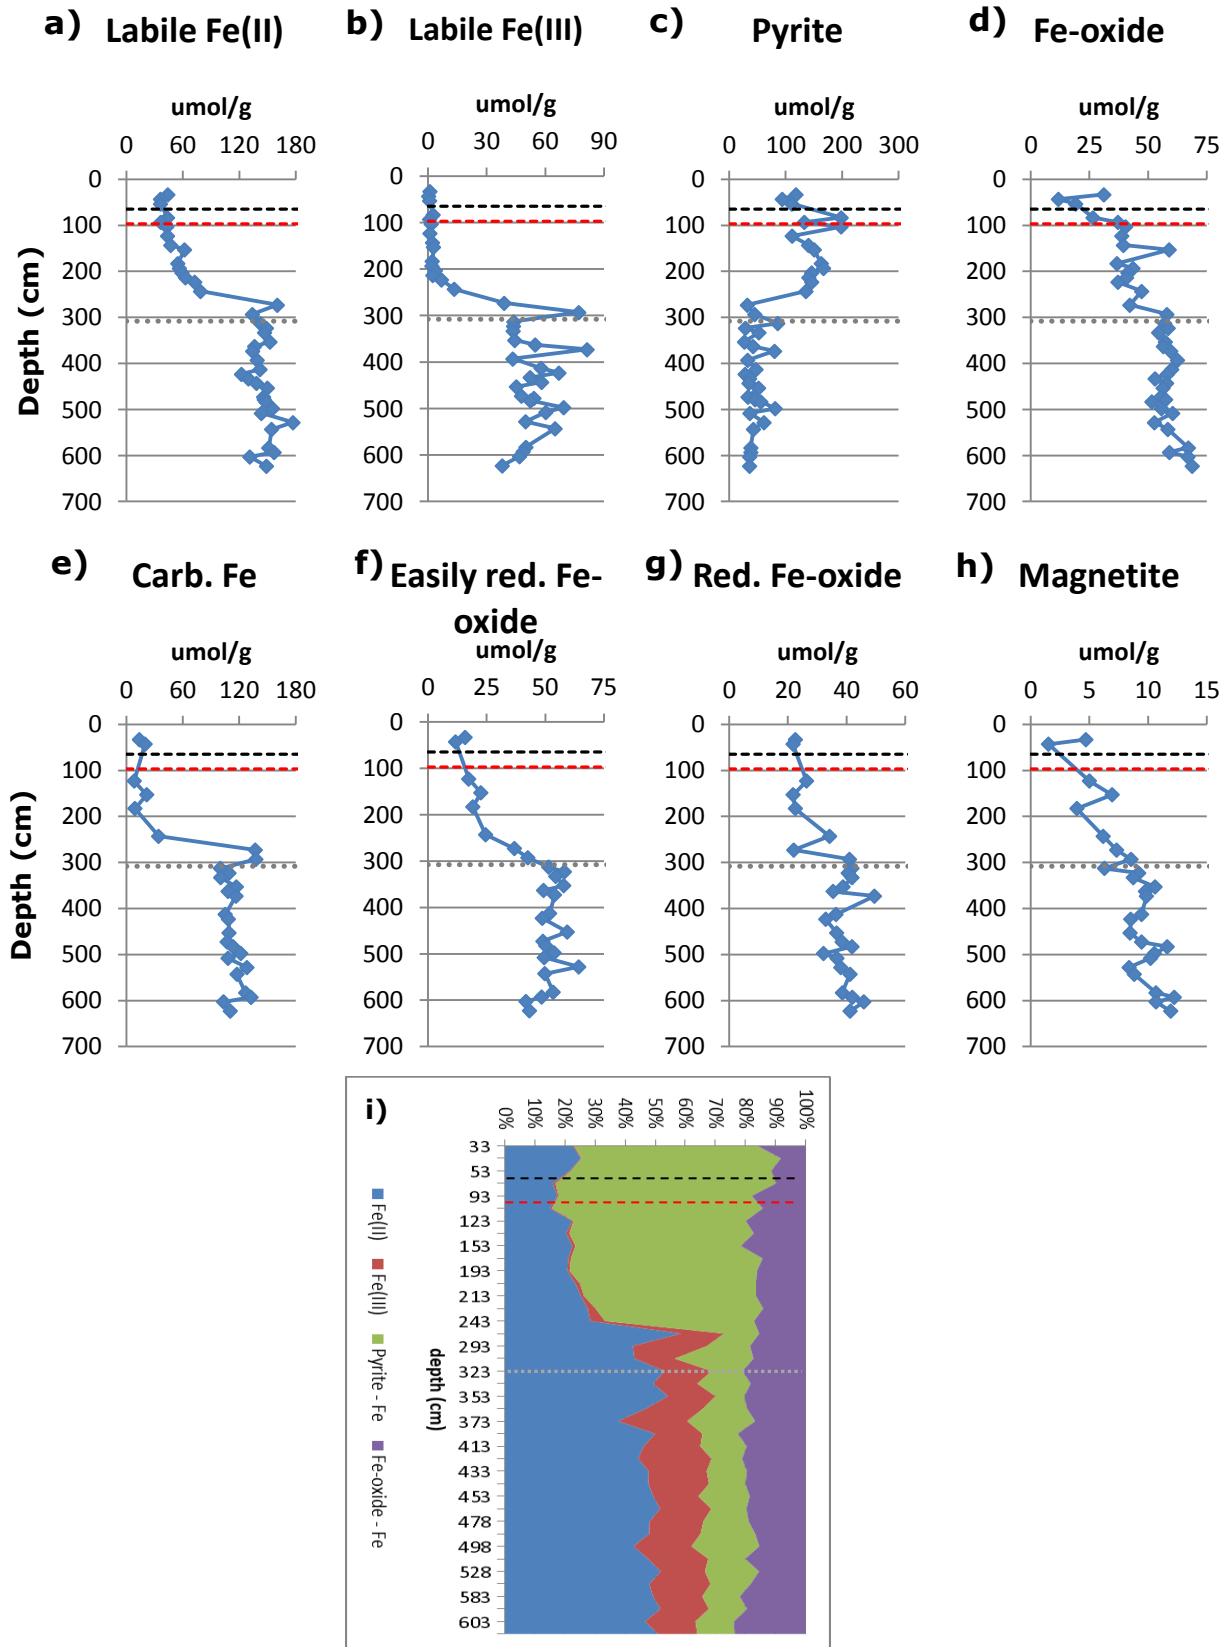 a) Labile Fe(II)
b) Labile Fe(III)
c) Pyrite
d) Fe-oxide
umol/g
umol/g
umol/g
umol/g
0 60 120 180
0 30 60 90
0 100 200 300
0 25 50 75
Depth (cm)
0
100
200
300
400
500
600
700
0
100
200
300
400
500
600
700
0
100
200
300
400
500
600
700
0
100
200
300
400
500
600
700
e) Carb. Fe
f) Easily red. Fe-
oxide
g) Red. Fe-oxide
h) Magnetite
umol/g
umol/g
umol/g
umol/g
0 60 120 180
0 25 50 75
0 20 40 60
0 5 10 15
Depth (cm)
0
100
200
300
400
500
600
700
0
100
200
300
400
500
600
700
0
100
200
300
400
500
600
700
0
100
200
300
400
500
600
700
i)
0% 10% 20% 30% 40% 50% 60% 70% 80% 90% 100%
33
53
93
123
153
193
213
243
293
323
353
373
413
433
453
478
498
528
583
603
depth (cm)
Fe(II)
Fe(III)
Pyrite - Fe
Fe-oxide - Fe